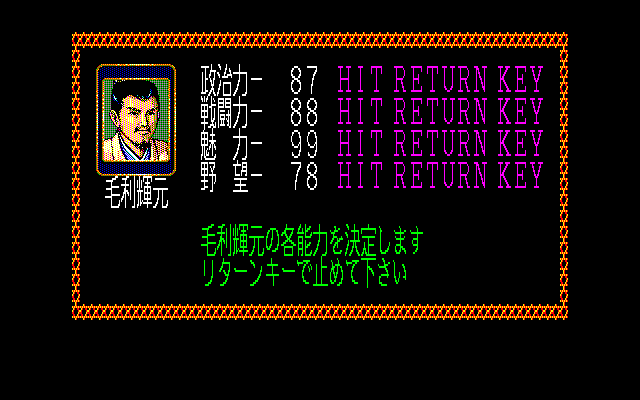 政治力ー 87 HIT RETURN KEY
戦闘力ー 88 HIT RETURN KEY
魅 力ー 99 HIT RETURN KEY
野 望ー 78 HIT RETURN KEY
毛利輝元
毛利輝元の各能力を決定します
リターンキーで止めて下さい